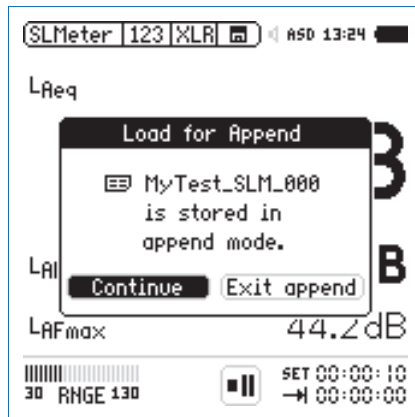 SLMeter 123 XLR ASD 13:24
LAeq
Load for Append
MyTest_SLM_000
is stored in
append mode.
Continue Exit append
LAFmax 44.2dB
30 RNGE 130
SET 00:00:10
00:00:00